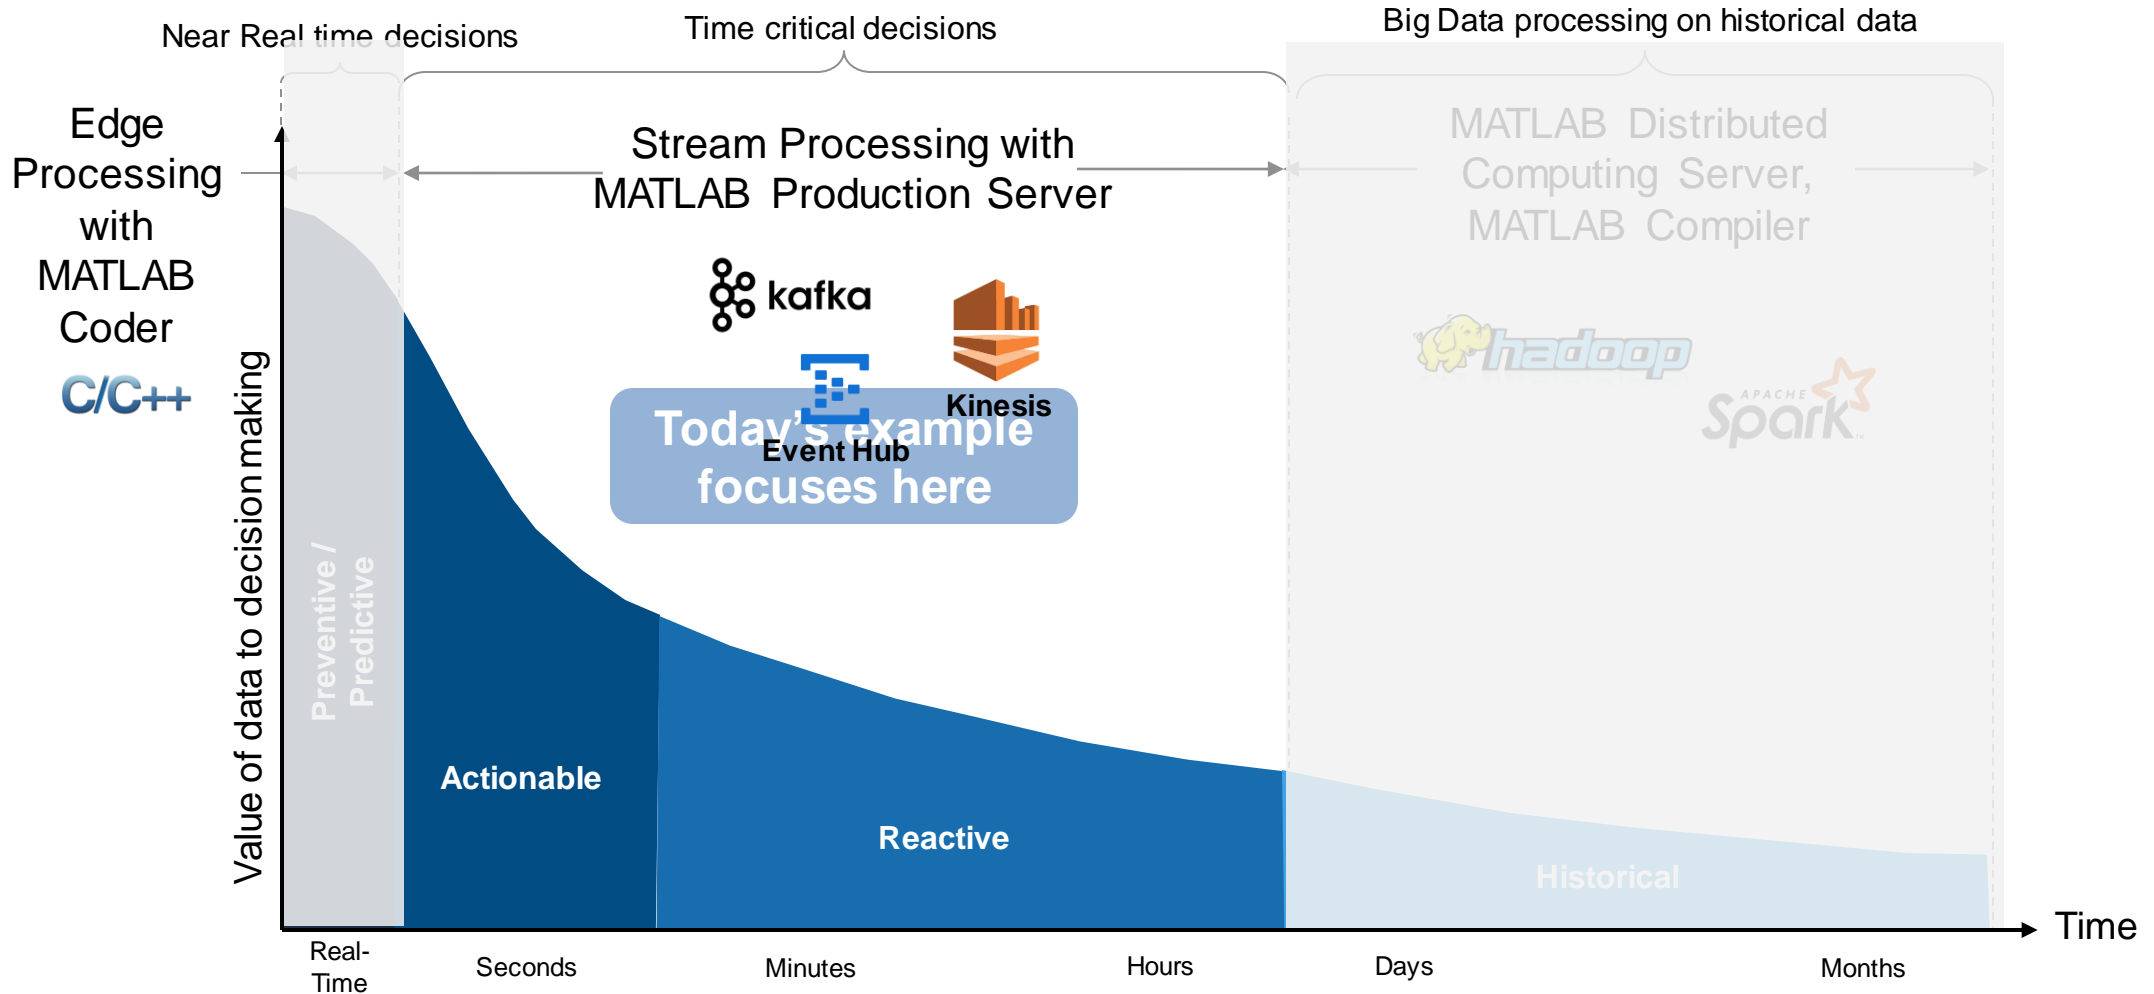 Near Real time decisions
Time critical decisions
Big Data processing on historical data
Edge
Processing
with
MATLAB
Coder
C/C++
Stream Processing with
MATLAB Production Server
MATLAB Distributed
Computing Server,
MATLAB Compiler
kafka
Kinesis
Event Hub
Today's example
focuses here
hadoop
APACHE
Spark
Value of data to decision making
Preventive /
Predictive
Actionable
Reactive
Historical
Time
Real-
Time
Seconds
Minutes
Hours
Days
Months